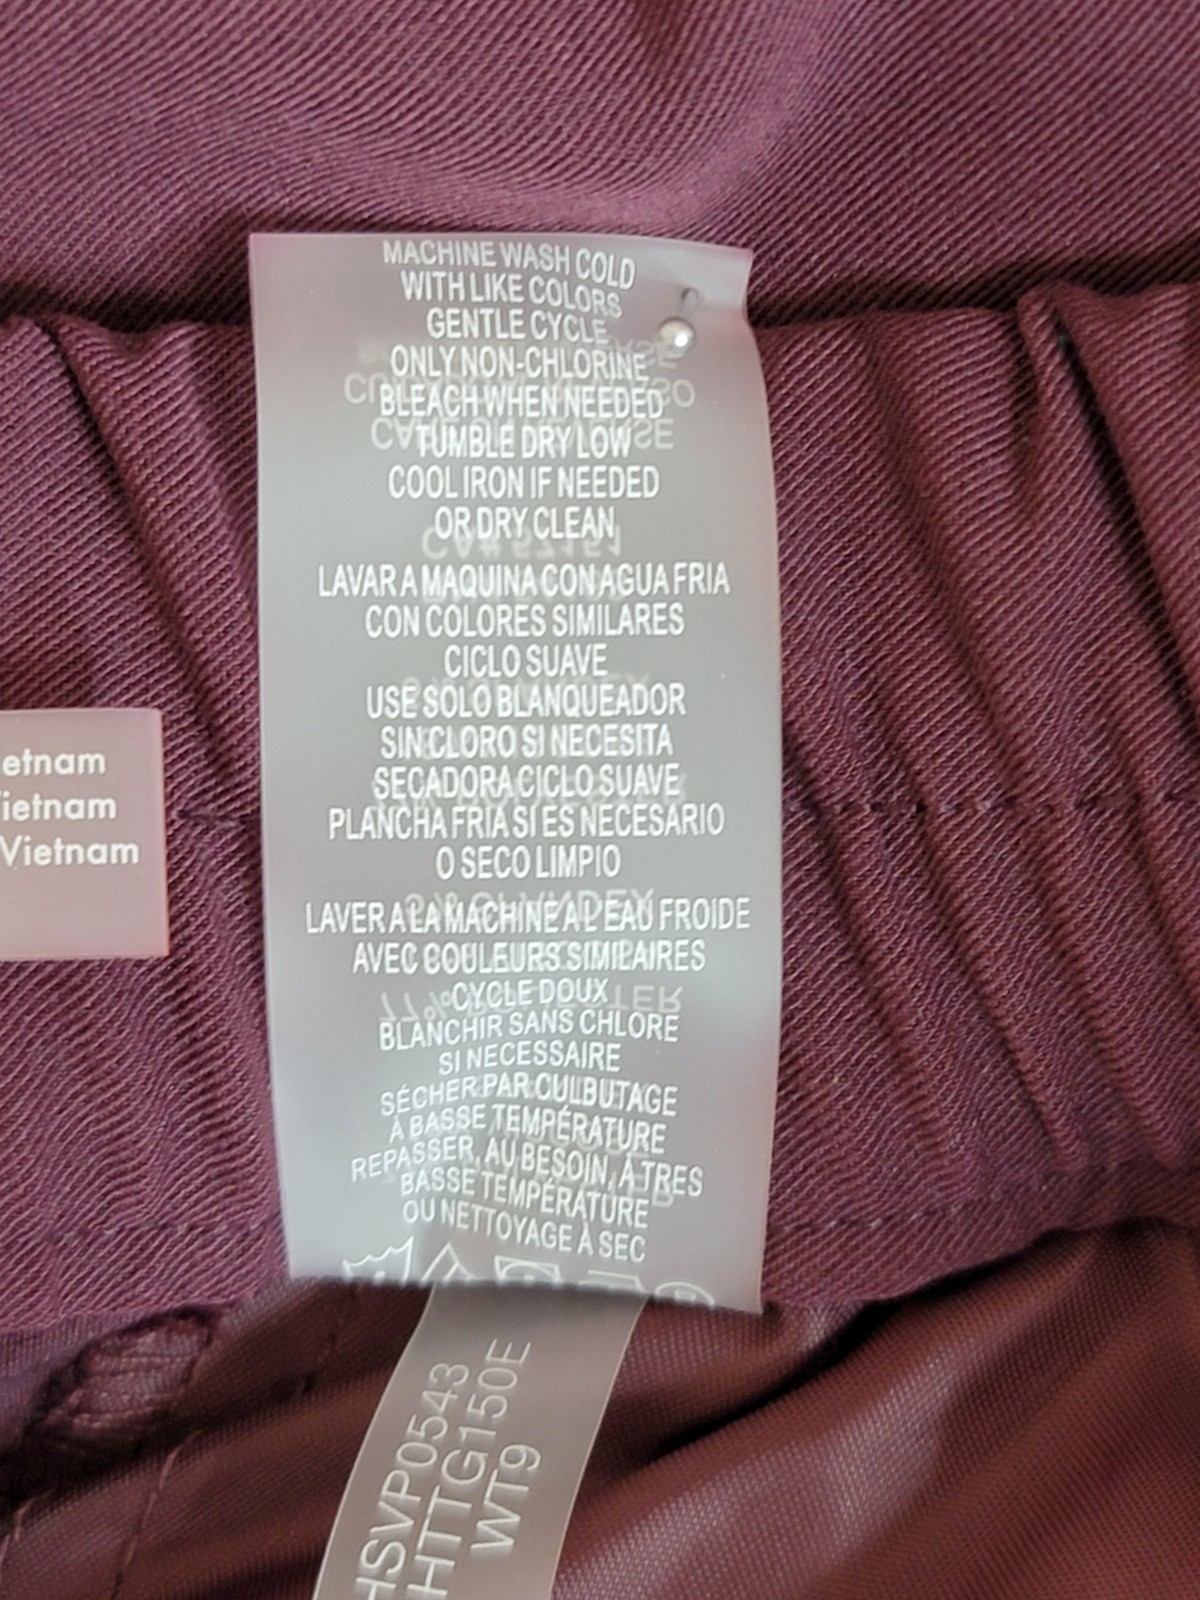 MACHINE WASH COLD
WITH LIKE COLORS
GENTLE CYCLE
ONLY NON-CHLORINE
BLEACH WHEN NEEDED
TUMBLE DRY LOW
COOL IRON IF NEEDED
OR DRY CLEAN
LAVAR A MAQUINA CON AGUA FRIA
CON COLORES SIMILARES
CICLO SUAVE
USE SOLO BLANQUEADOR
SIN CLORO SI NECESITA
SECADORA CICLO SUAVE
PLANCHA FRIA SI ES NECESARIO
O SECO LIMPIO
LAVER A LA MACHINE A L'EAU FROIDE
AVEC COULEURS SIMILAIRES
CYCLE DOUX
BLANCHIR SANS CHLORE
SI NECESSAIRE
SÉCHER PAR CULBUTAGE
À BASSE TEMPÉRATURE
REPASSER, AU BESOIN, À TRES
BASSE TEMPÉRATURE
OU NETTOYAGE À SEC
etnam
ietnam
Vietnam
HSVP0543
HTTG150E
WT9